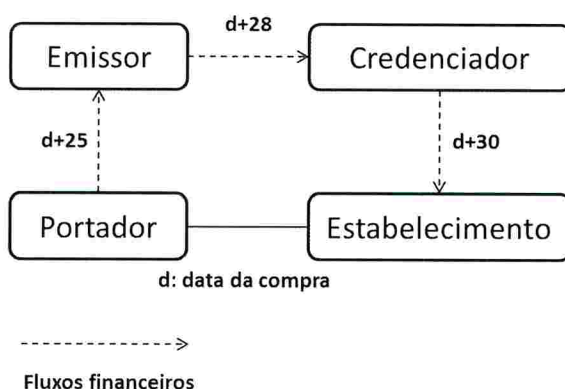 d+28
Emissor
Credenciador
d+25
d+30
Portador
Estabelecimento
d: data da compra
Fluxos financeiros